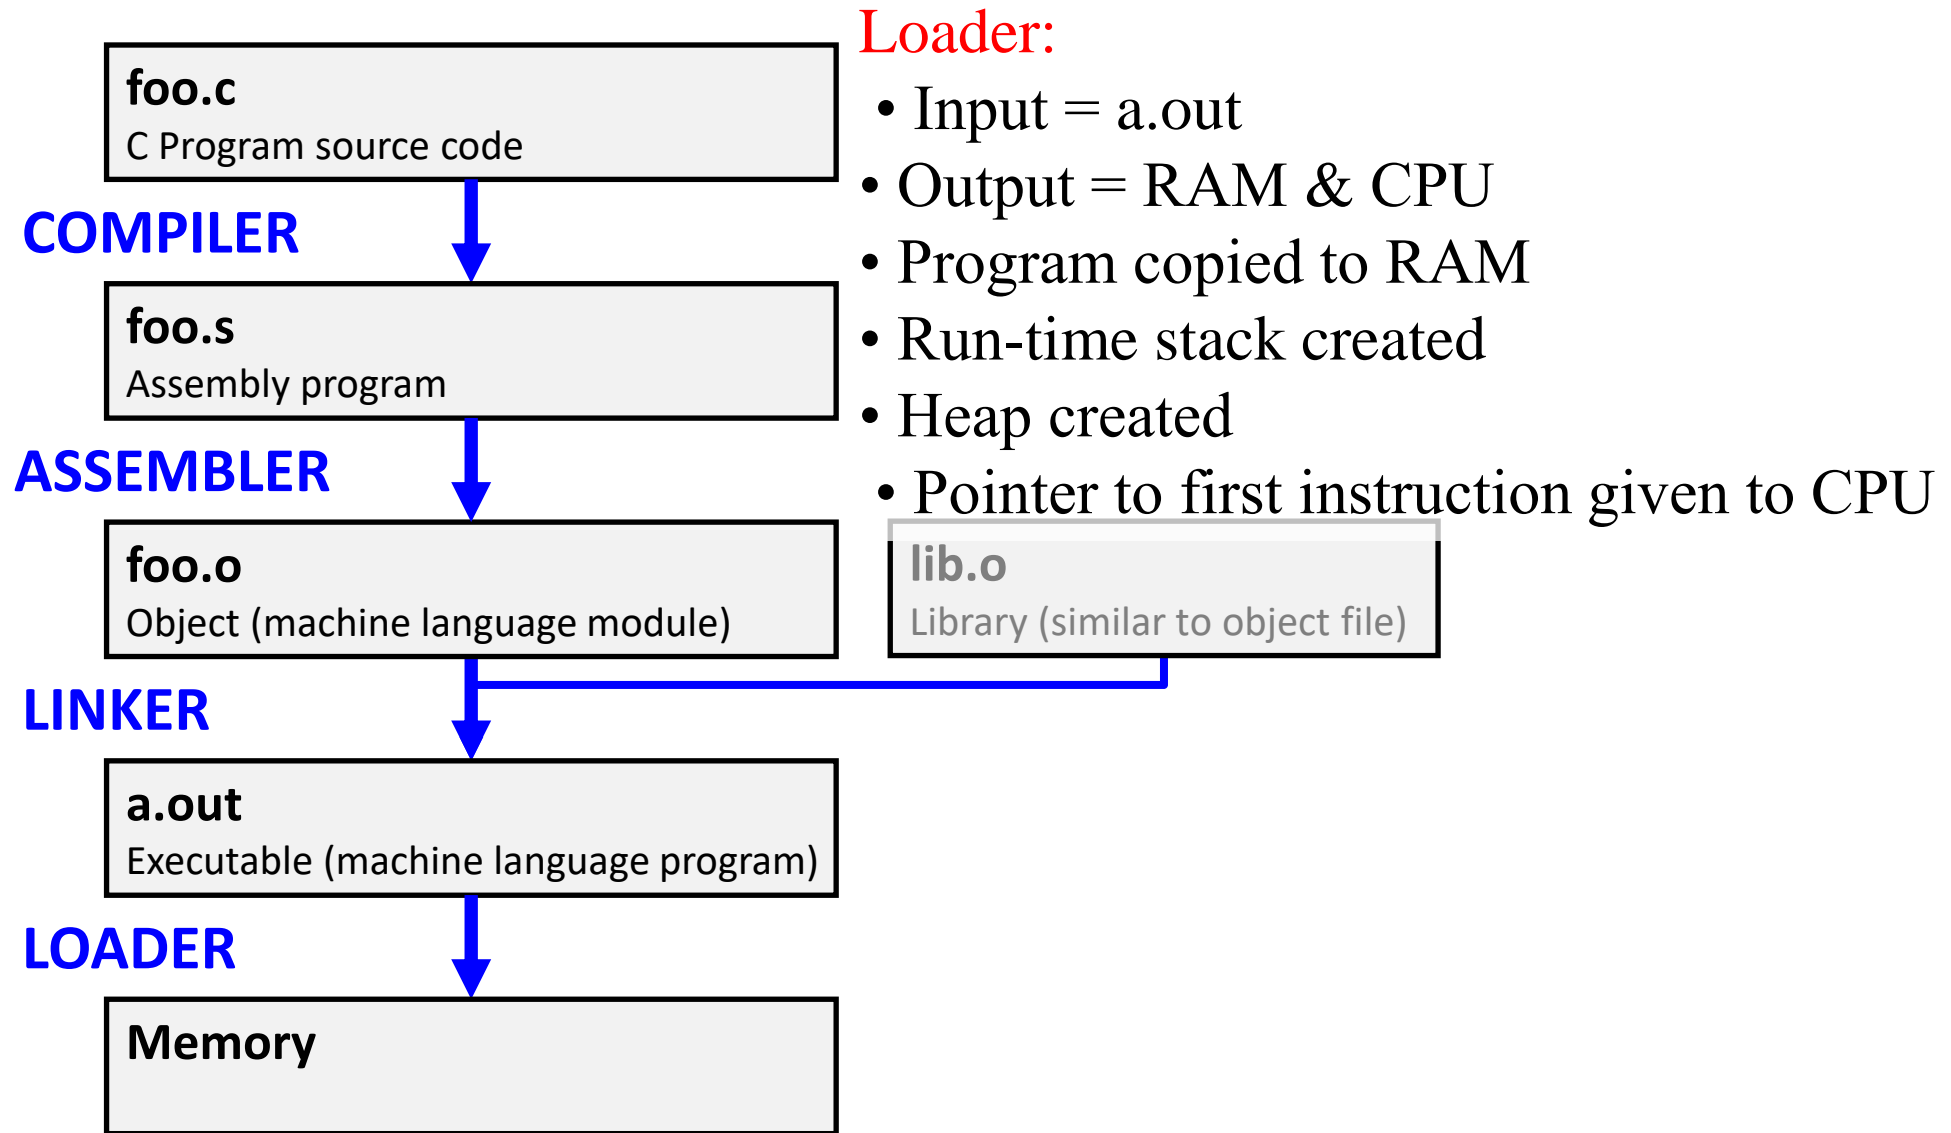 foo.c
C Program source code
COMPILER
foo.s
Assembly program
ASSEMBLER
foo.o
Object (machine language module)
LINKER
a.out
Executable (machine language program)
LOADER
Memory
Loader:
• Input = a.out
• Output = RAM & CPU
• Program copied to RAM
• Run-time stack created
• Heap created
• Pointer to first instruction given to CPU
lib.o
Library (similar to object file)